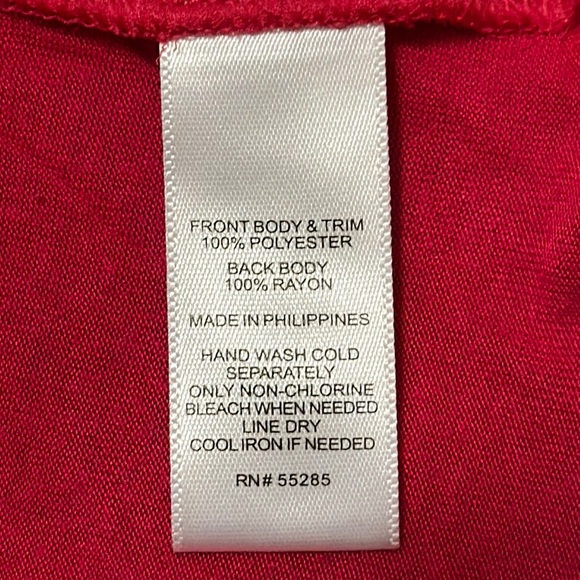 FRONT BODY & TRIM
100% POLYESTER
BACK BODY
100% RAYON
MADE IN PHILIPPINES
HAND WASH COLD
SEPARATELY
ONLY NON-CHLORINE
BLEACH WHEN NEEDED
LINE DRY
COOL IRON IF NEEDED
RN# 55285